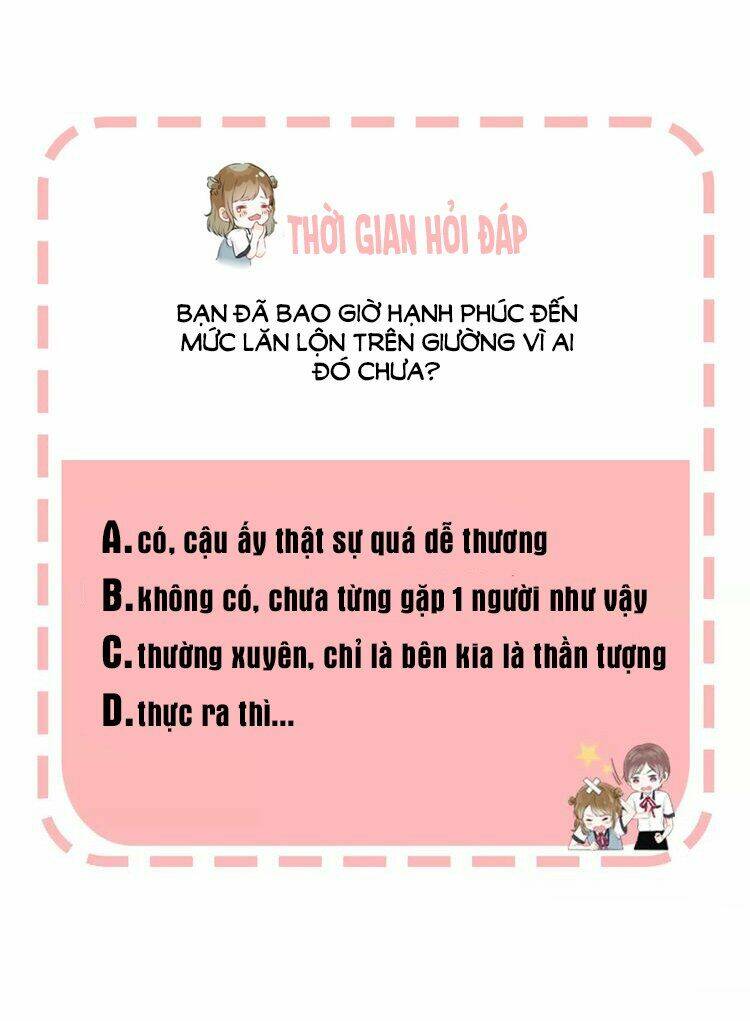 THỜI GIAN HỎI ĐÁP
BẠN ĐÃ BAO GIỜ HẠNH PHÚC ĐẾN
MỨC LĂN LỘN TRÊN GIƯỜNG VÌ AI
ĐÓ CHƯA?
A. có, cậu ấy thật sự quá dễ thương
B. không có, chưa từng gặp 1 người như vậy
C. thường xuyên, chỉ là bên kia là thần tượng
D. thực ra thì...